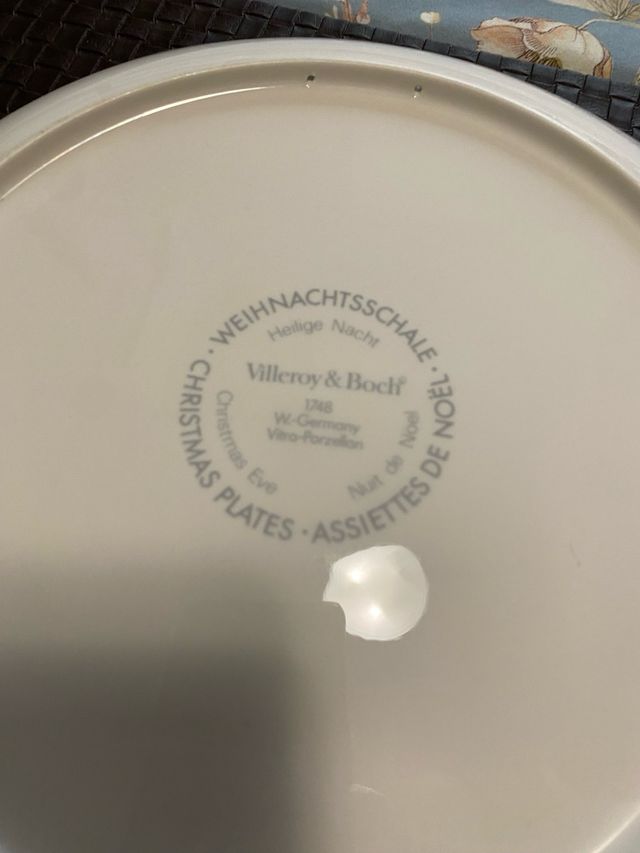 WEIHNACHTSSCHALE · ASSIETTES DE NOËL · CHRISTMAS PLATES ·
Heilige Nacht
Villeroy & Boch®
1748
W.-Germany
Vitro-Porzellan
Christmas Eve
Nuit de Noël